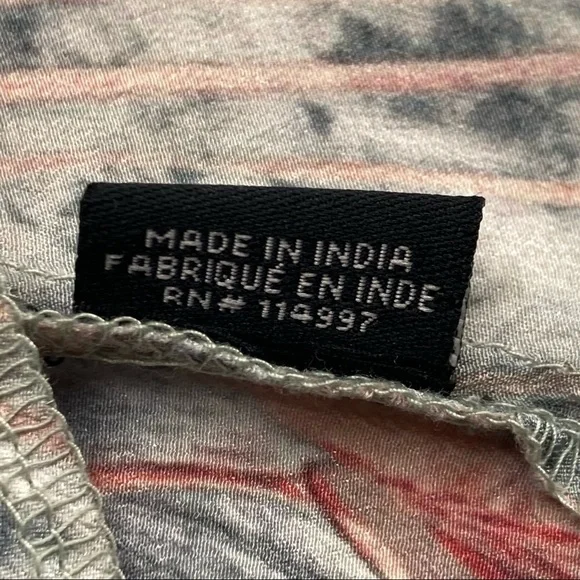 MADE IN INDIA
FABRIQUÉ EN INDE
RN# 114997